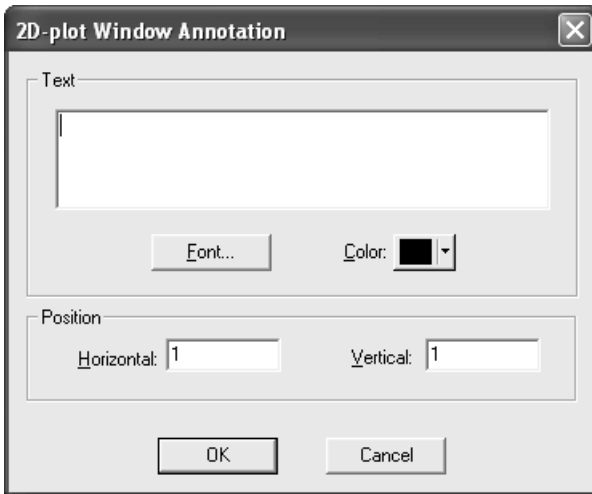 2D-plot Window Annotation
Text
Font...
Color:
Position
Horizontal: 1
Vertical: 1
OK
Cancel